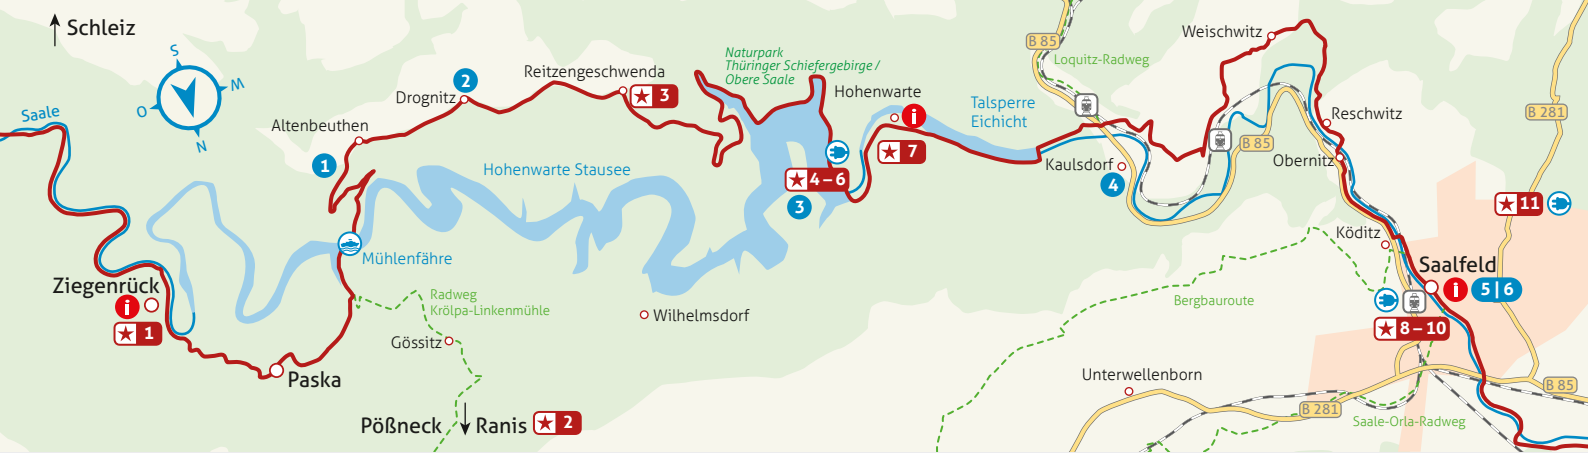 Schleiz
S
W
O
N
Saale
Ziegenrück
i
1
Paska
Altenbeuthen
1
Drognitz
2
Reitzengeschwenda
3
Mühlenfähre
Hohenwarte Stausee
Radweg
Krölpa-Linkenmühle
Gössitz
Pößneck
Ranis
2
Wilhelmsdorf
Naturpark
Thüringer Schiefergebirge /
Obere Saale
Hohenwarte
i
7
4 – 6
3
Talsperre
Eichicht
B 85
Loquitz-Radweg
Kaulsdorf
4
Weischwitz
Reschwitz
B 85
Obernitz
B 281
11
Köditz
Saalfeld
i
5 | 6
8 – 10
Bergbauroute
Unterwellenborn
B 281
B 85
Saale-Orla-Radweg